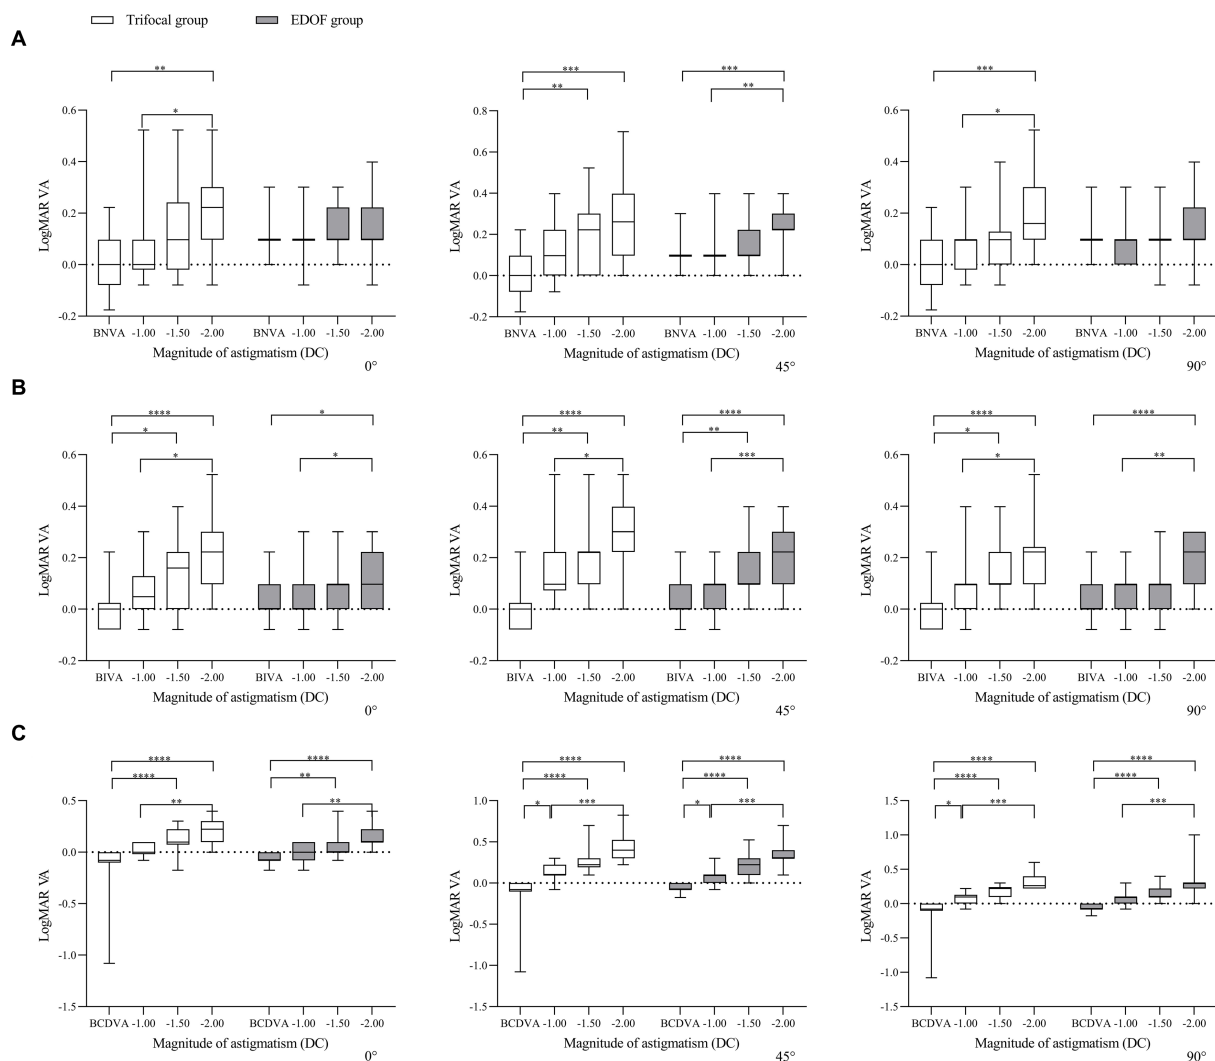 Trifocal group EDOF group
A
** *** *** ***
** **
* *
0.6 0.8 0.6
0.6
0.4 0.4
0.4
0.2 0.2
0.2
0.0 0.0 0.0
-0.2 -0.2 -0.2
LogMAR VA LogMAR VA LogMAR VA
BNVA -1.00 -1.50 -2.00 BNVA -1.00 -1.50 -2.00 BNVA -1.00 -1.50 -2.00 BNVA -1.00 -1.50 -2.00 BNVA -1.00 -1.50 -2.00 BNVA -1.00 -1.50 -2.00
Magnitude of astigmatism (DC) Magnitude of astigmatism (DC) Magnitude of astigmatism (DC)
0° 45° 90°
B
**** * **** **** **** ****
* ** ** *
* * * *** * **
0.6 0.6 0.6
0.4 0.4 0.4
0.2 0.2 0.2
0.0 0.0 0.0
-0.2 -0.2 -0.2
LogMAR VA LogMAR VA LogMAR VA
BIVA -1.00 -1.50 -2.00 BIVA -1.00 -1.50 -2.00 BIVA -1.00 -1.50 -2.00 BIVA -1.00 -1.50 -2.00 BIVA -1.00 -1.50 -2.00 BIVA -1.00 -1.50 -2.00
Magnitude of astigmatism (DC) Magnitude of astigmatism (DC) Magnitude of astigmatism (DC)
0° 45° 90°
C
**** **** **** **** **** ****
**** ** **** **** **** ****
** ** * *** * *** * *** ***
0.5 1.0 1.5
1.0
0.0 0.5 0.5
-0.5 0.0 0.0
-0.5 -0.5
-1.0 -1.0 -1.0
-1.5 -1.5 -1.5
LogMAR VA LogMAR VA LogMAR VA
BCDVA -1.00 -1.50 -2.00 BCDVA -1.00 -1.50 -2.00 BCDVA -1.00 -1.50 -2.00 BCDVA -1.00 -1.50 -2.00 BCDVA -1.00 -1.50 -2.00 BCDVA -1.00 -1.50 -2.00
Magnitude of astigmatism (DC) Magnitude of astigmatism (DC) Magnitude of astigmatism (DC)
0° 45° 90°